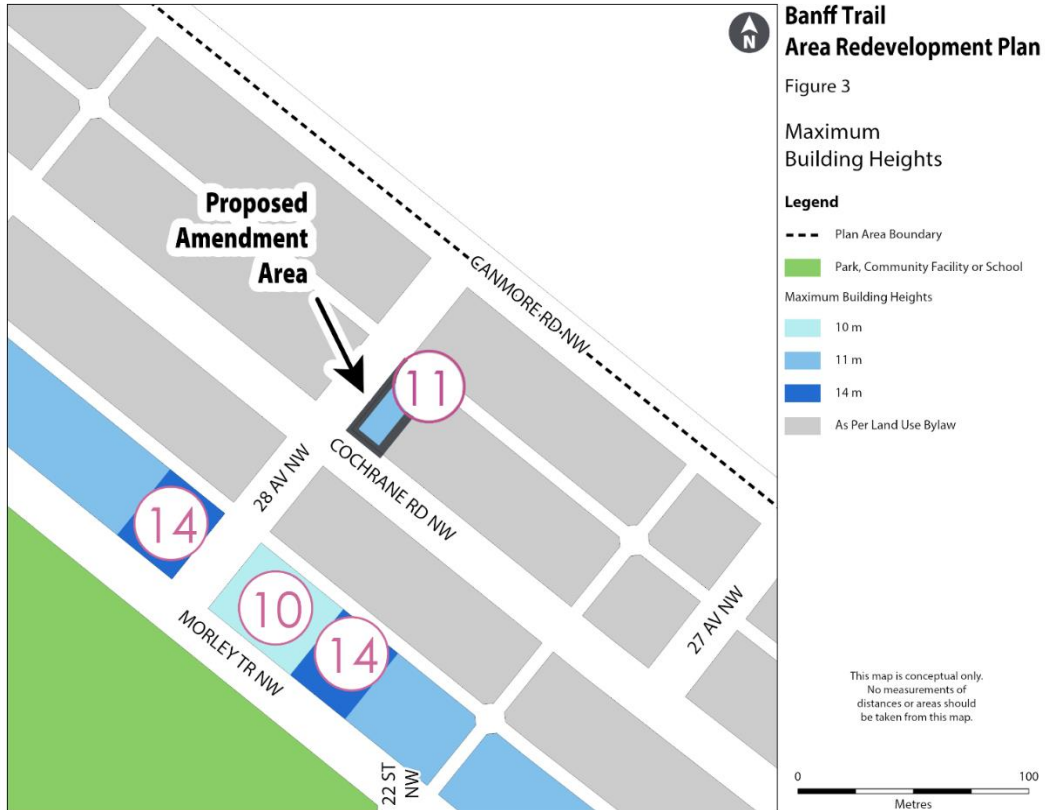 Banff Trail
Area Redevelopment Plan
Figure 3
Maximum
Building Heights
Legend
Plan Area Boundary
Park, Community Facility or School
Maximum Building Heights
10 m
11 m
14 m
As Per Land Use Bylaw
This map is conceptual only.
No measurements of
distances or areas should
be taken from this map.
0 100
Metres
N
Proposed
Amendment
Area
CANMORE RD NW
11
COCHRANE RD NW
28 AV NW
14
10
14
MORLEY TR NW
27 AV NW
22 ST
NW